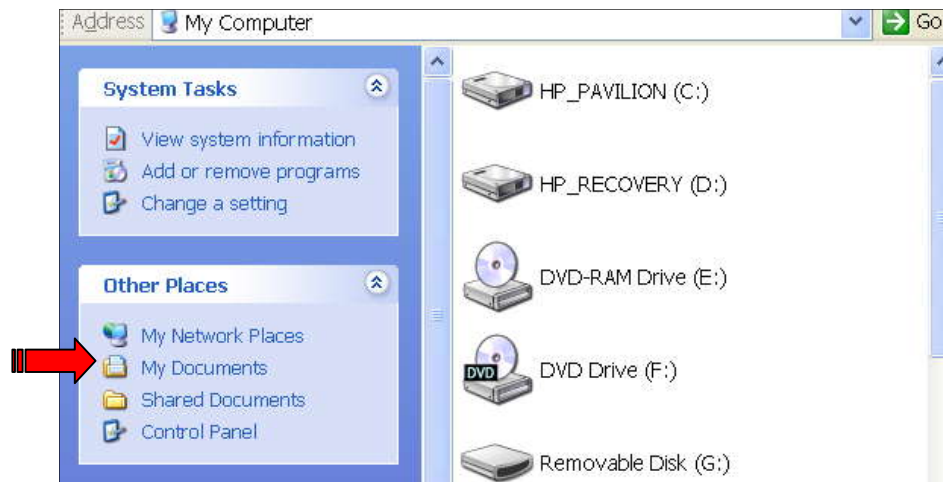 Address My Computer Go
System Tasks
View system information
Add or remove programs
Change a setting
Other Places
My Network Places
My Documents
Shared Documents
Control Panel
HP_PAVILION (C:)
HP_RECOVERY (D:)
DVD-RAM Drive (E:)
DVD
DVD Drive (F:)
Removable Disk (G:)